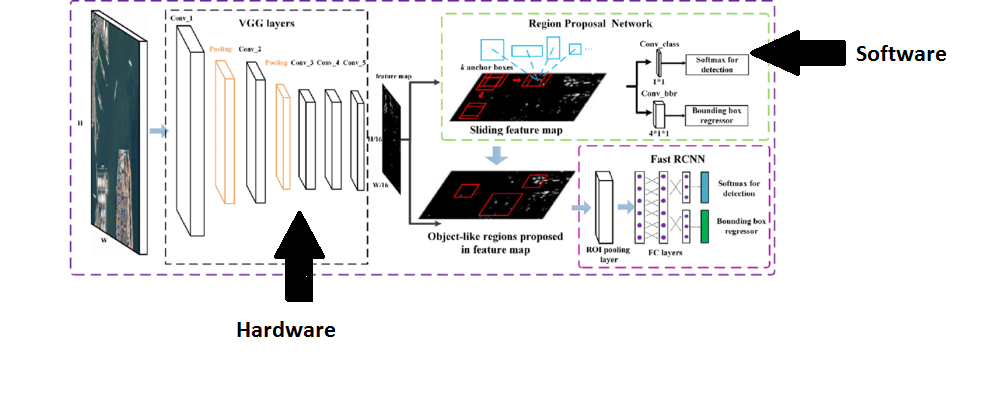 VGG layers
Conv_1
Pooling
Conv_2
Pooling
Conv_3
Conv_4
Conv_5
feature map
H
W
H/16
W/16
Region Proposal Network
k anchor boxes
...
Sliding feature map
Conv_class
1*1
Softmax for
detection
Conv_bbr
4*1*1
Bounding box
regressor
Software
Object-like regions proposed
in feature map
Fast RCNN
ROI pooling
layer
FC layers
Softmax for
detection
Bounding box
regressor
Hardware